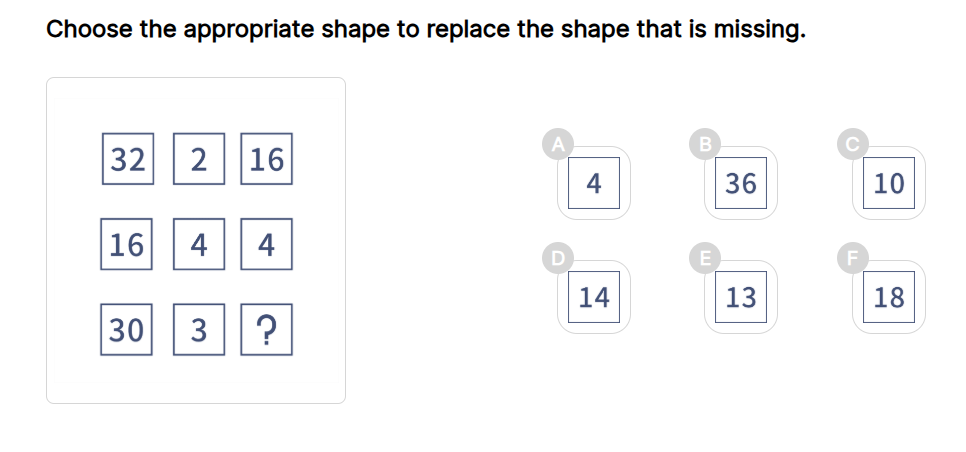 Choose the appropriate shape to replace the shape that is missing.
32 2 16
16 4 4
30 3 ?
A B C
4 36 10
D E F
14 13 18